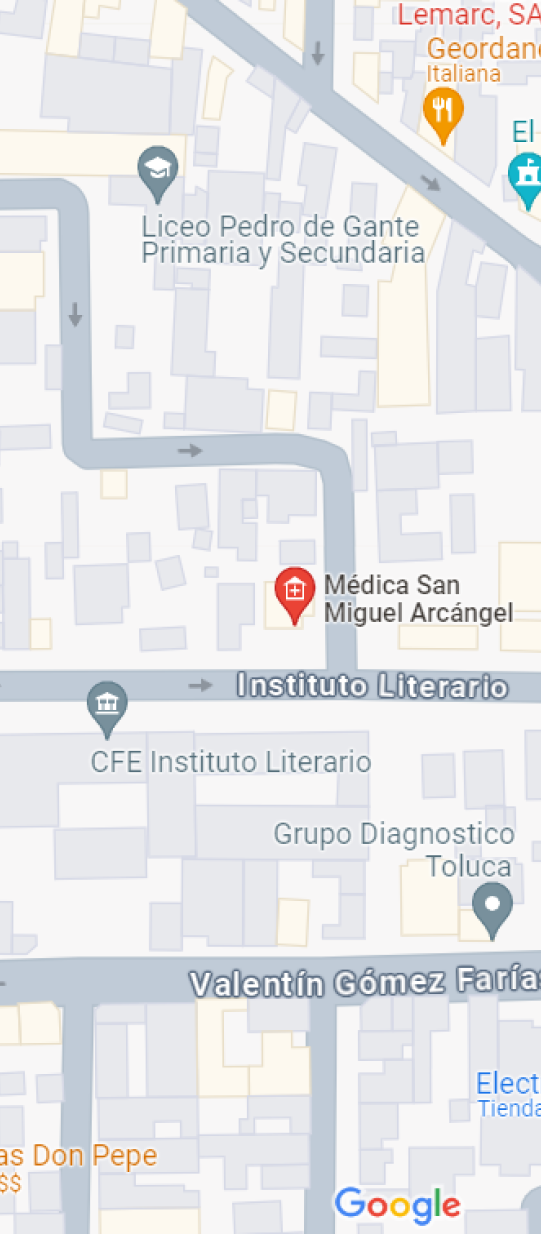 Lemarc, SA
Geordano
Italiana
El
Liceo Pedro de Gante
Primaria y Secundaria
Médica San
Miguel Arcángel
Instituto Literario
CFE Instituto Literario
Grupo Diagnostico
Toluca
Valentín Gómez Farías
Elect
Tienda
as Don Pepe
$$
Google